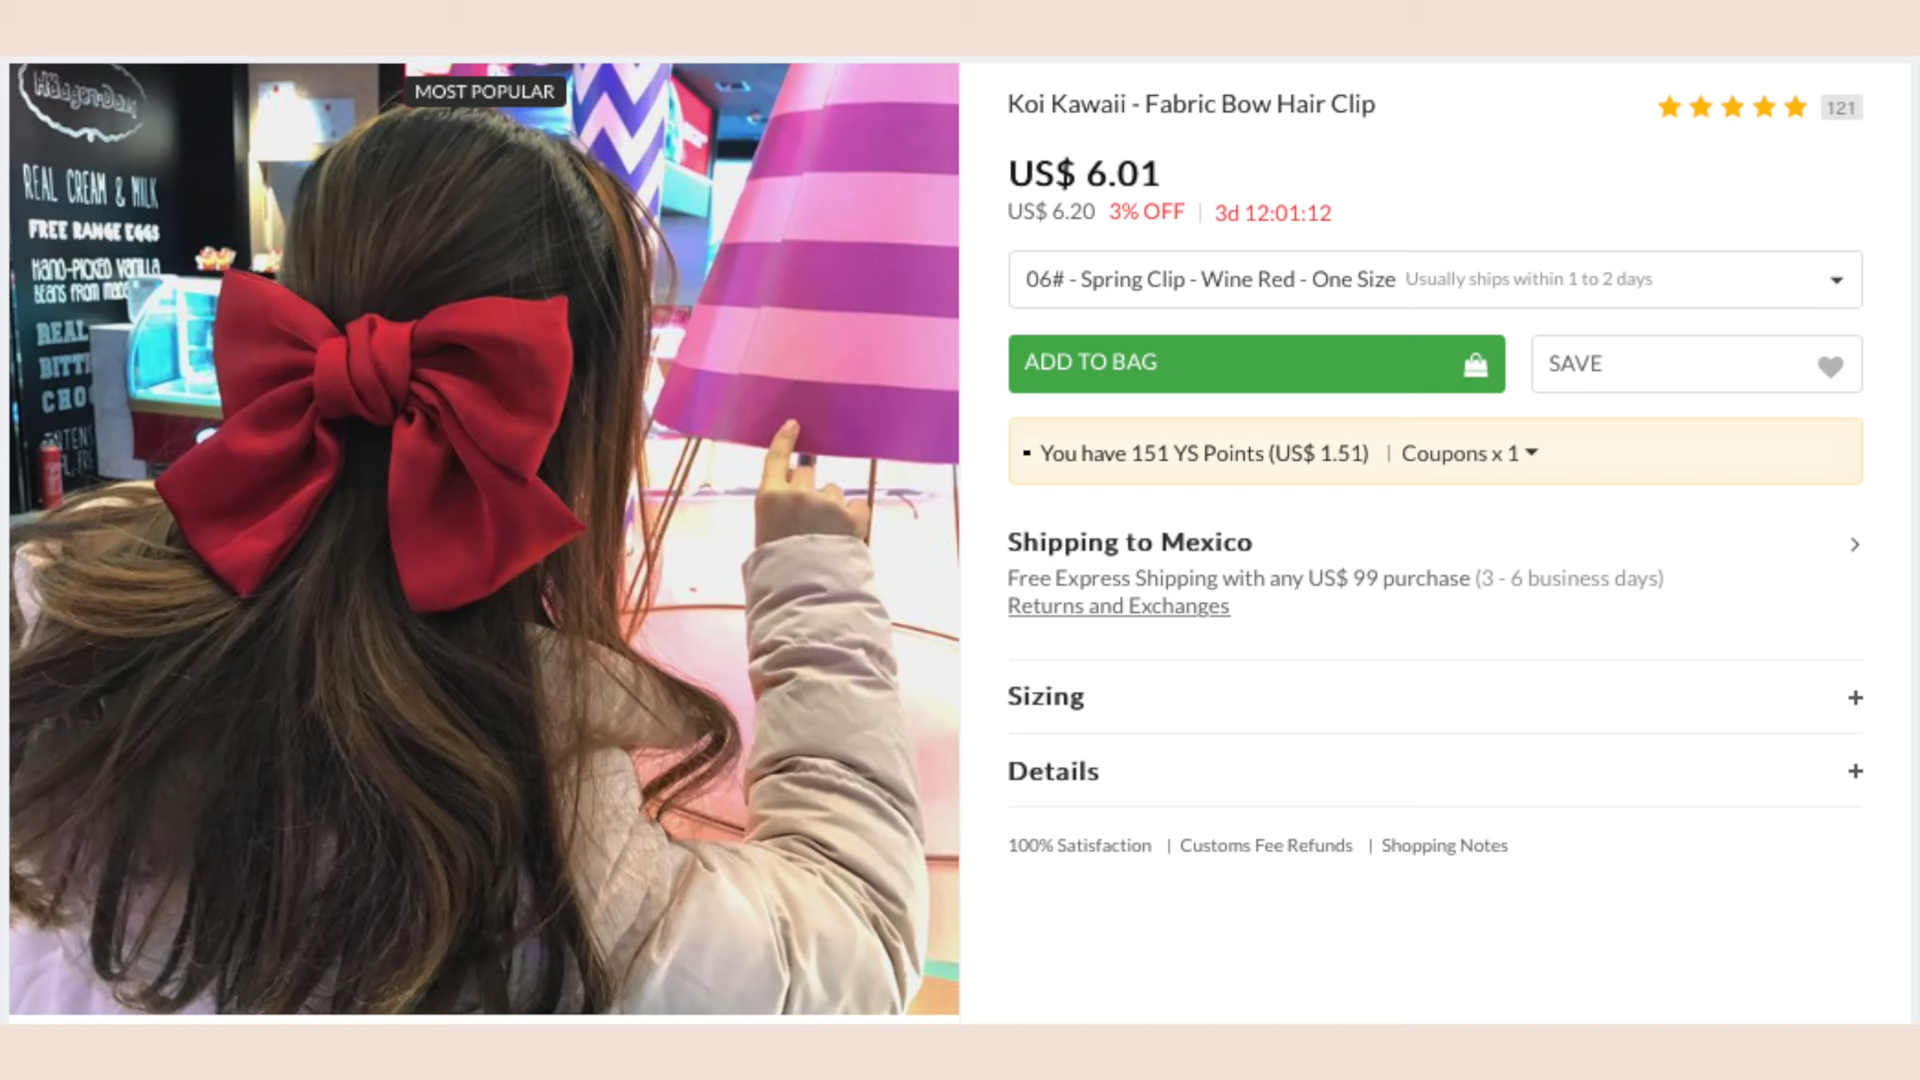 Häagen-Dazs
REAL CREAM & MILK
FREE RANGE EGGS
HAND-PICKED VANILLA
BEANS FROM
REAL
CHO
MOST POPULAR
Koi Kawaii - Fabric Bow Hair Clip
121
US$ 6.01
US$ 6.20 3% OFF | 3d 12:01:12
06# - Spring Clip - Wine Red - One Size Usually ships within 1 to 2 days
ADD TO BAG
SAVE
You have 151 YS Points (US$ 1.51) | Coupons x 1
Shipping to Mexico
Free Express Shipping with any US$ 99 purchase (3 - 6 business days)
Returns and Exchanges
Sizing
Details
100% Satisfaction | Customs Fee Refunds | Shopping Notes